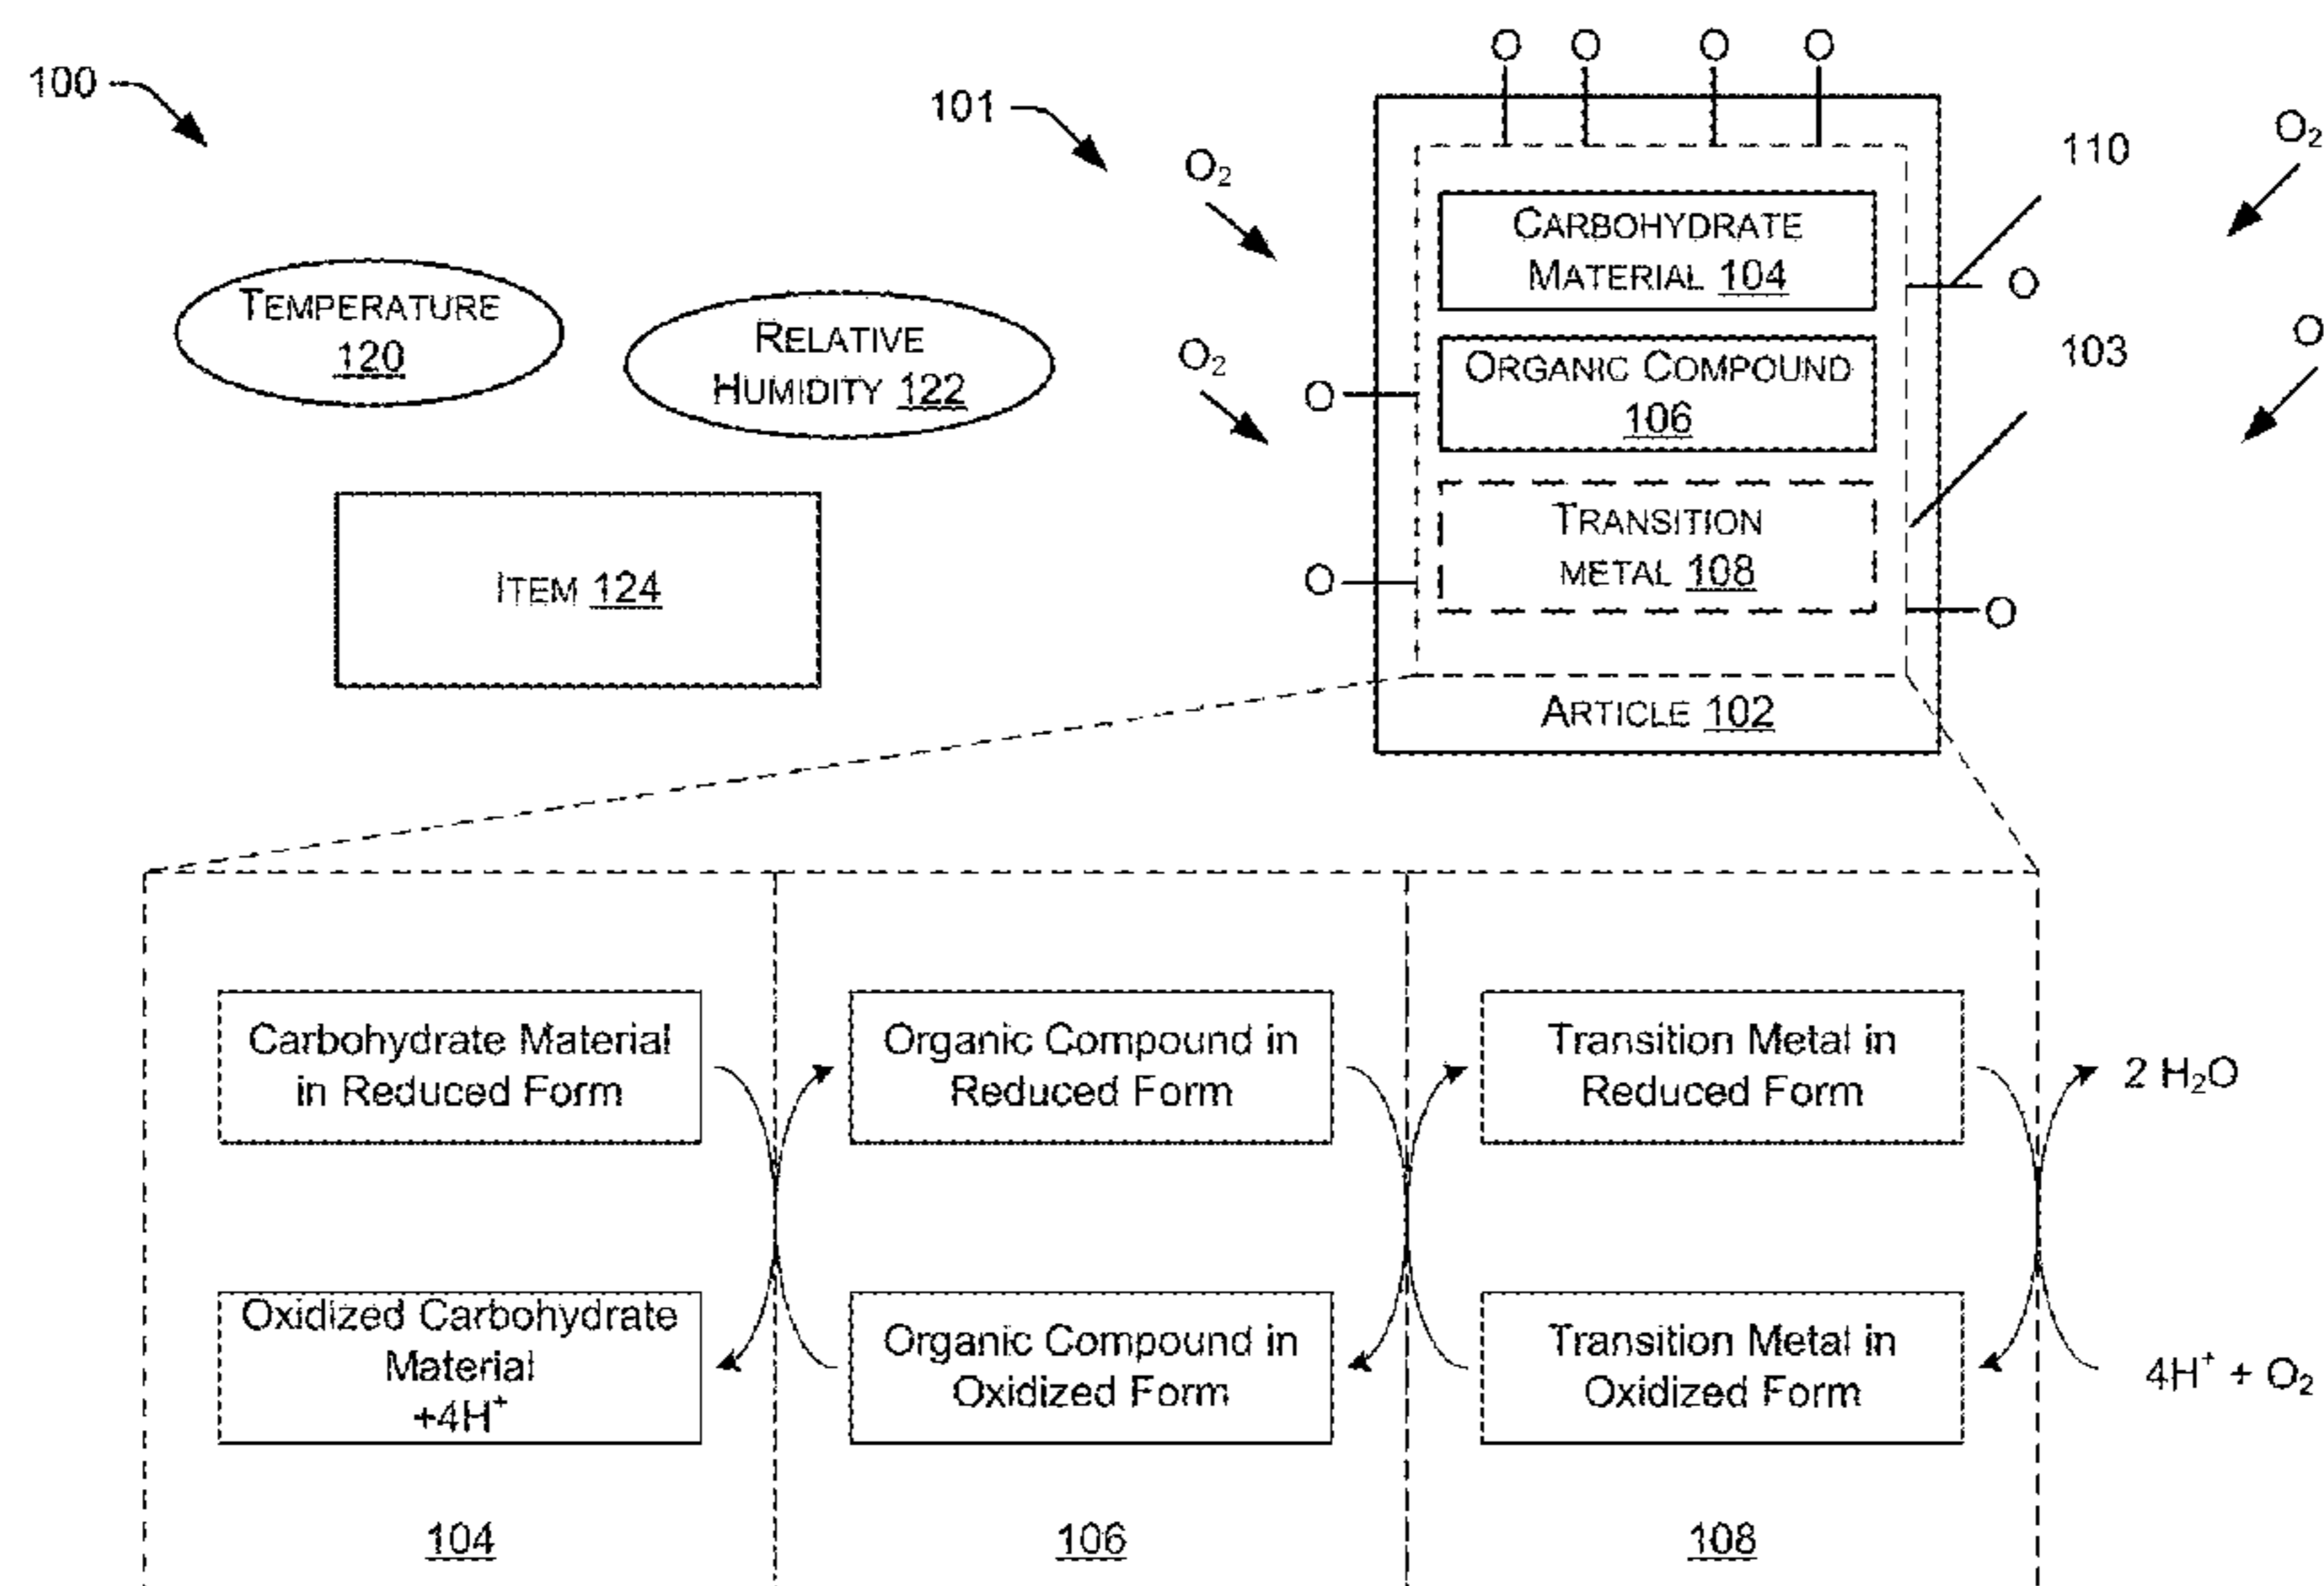 100
101
O
O
O
O
O₂
O₂
110
CARBOHYDRATE
MATERIAL 104
O
TEMPERATURE
120
RELATIVE
HUMIDITY 122
O₂
O
103
O
ORGANIC COMPOUND
106
O
TRANSITION
METAL 108
O
O
ITEM 124
ARTICLE 102
Carbohydrate Material
in Reduced Form
Organic Compound in
Reduced Form
Transition Metal in
Reduced Form
2 H₂O
Oxidized Carbohydrate
Material
+4H⁺
Organic Compound in
Oxidized Form
Transition Metal in
Oxidized Form
4H⁺ + O₂
104
106
108